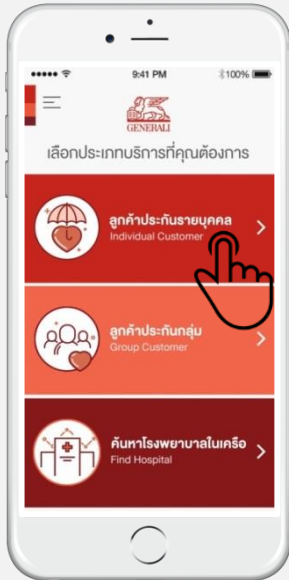 9:41 PM
100%
GENERALI
เลือกประเภทบริการที่คุณต้องการ
ลูกค้าประกันรายบุคคล
Individual Customer
ลูกค้าประกันกลุ่ม
Group Customer
ค้นหาโรงพยาบาลในเครือ
Find Hospital